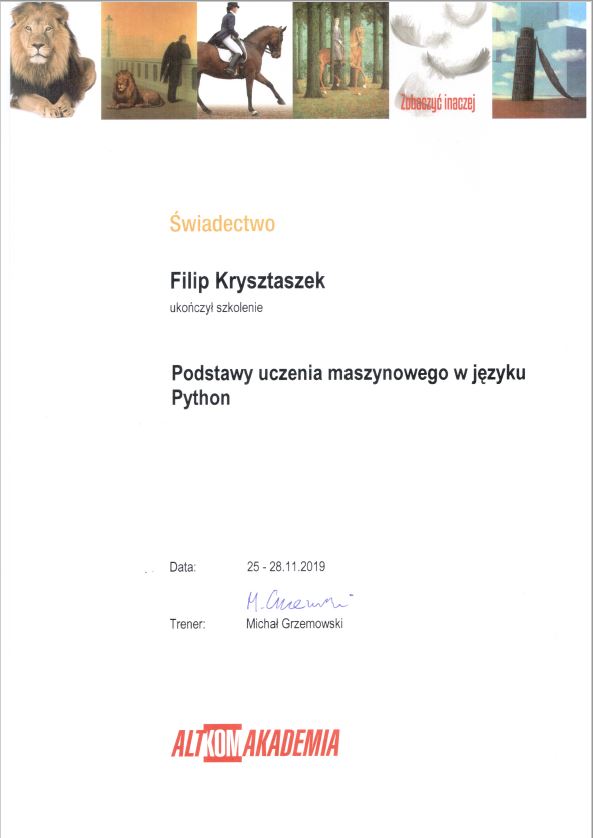 Zobaczyć inaczej
Świadectwo
Filip Krysztaszek
ukończył szkolenie
Podstawy uczenia maszynowego w języku
Python
Data: 25 - 28.11.2019
Trener: Michał Grzemowski
ALTKOM AKADEMIA